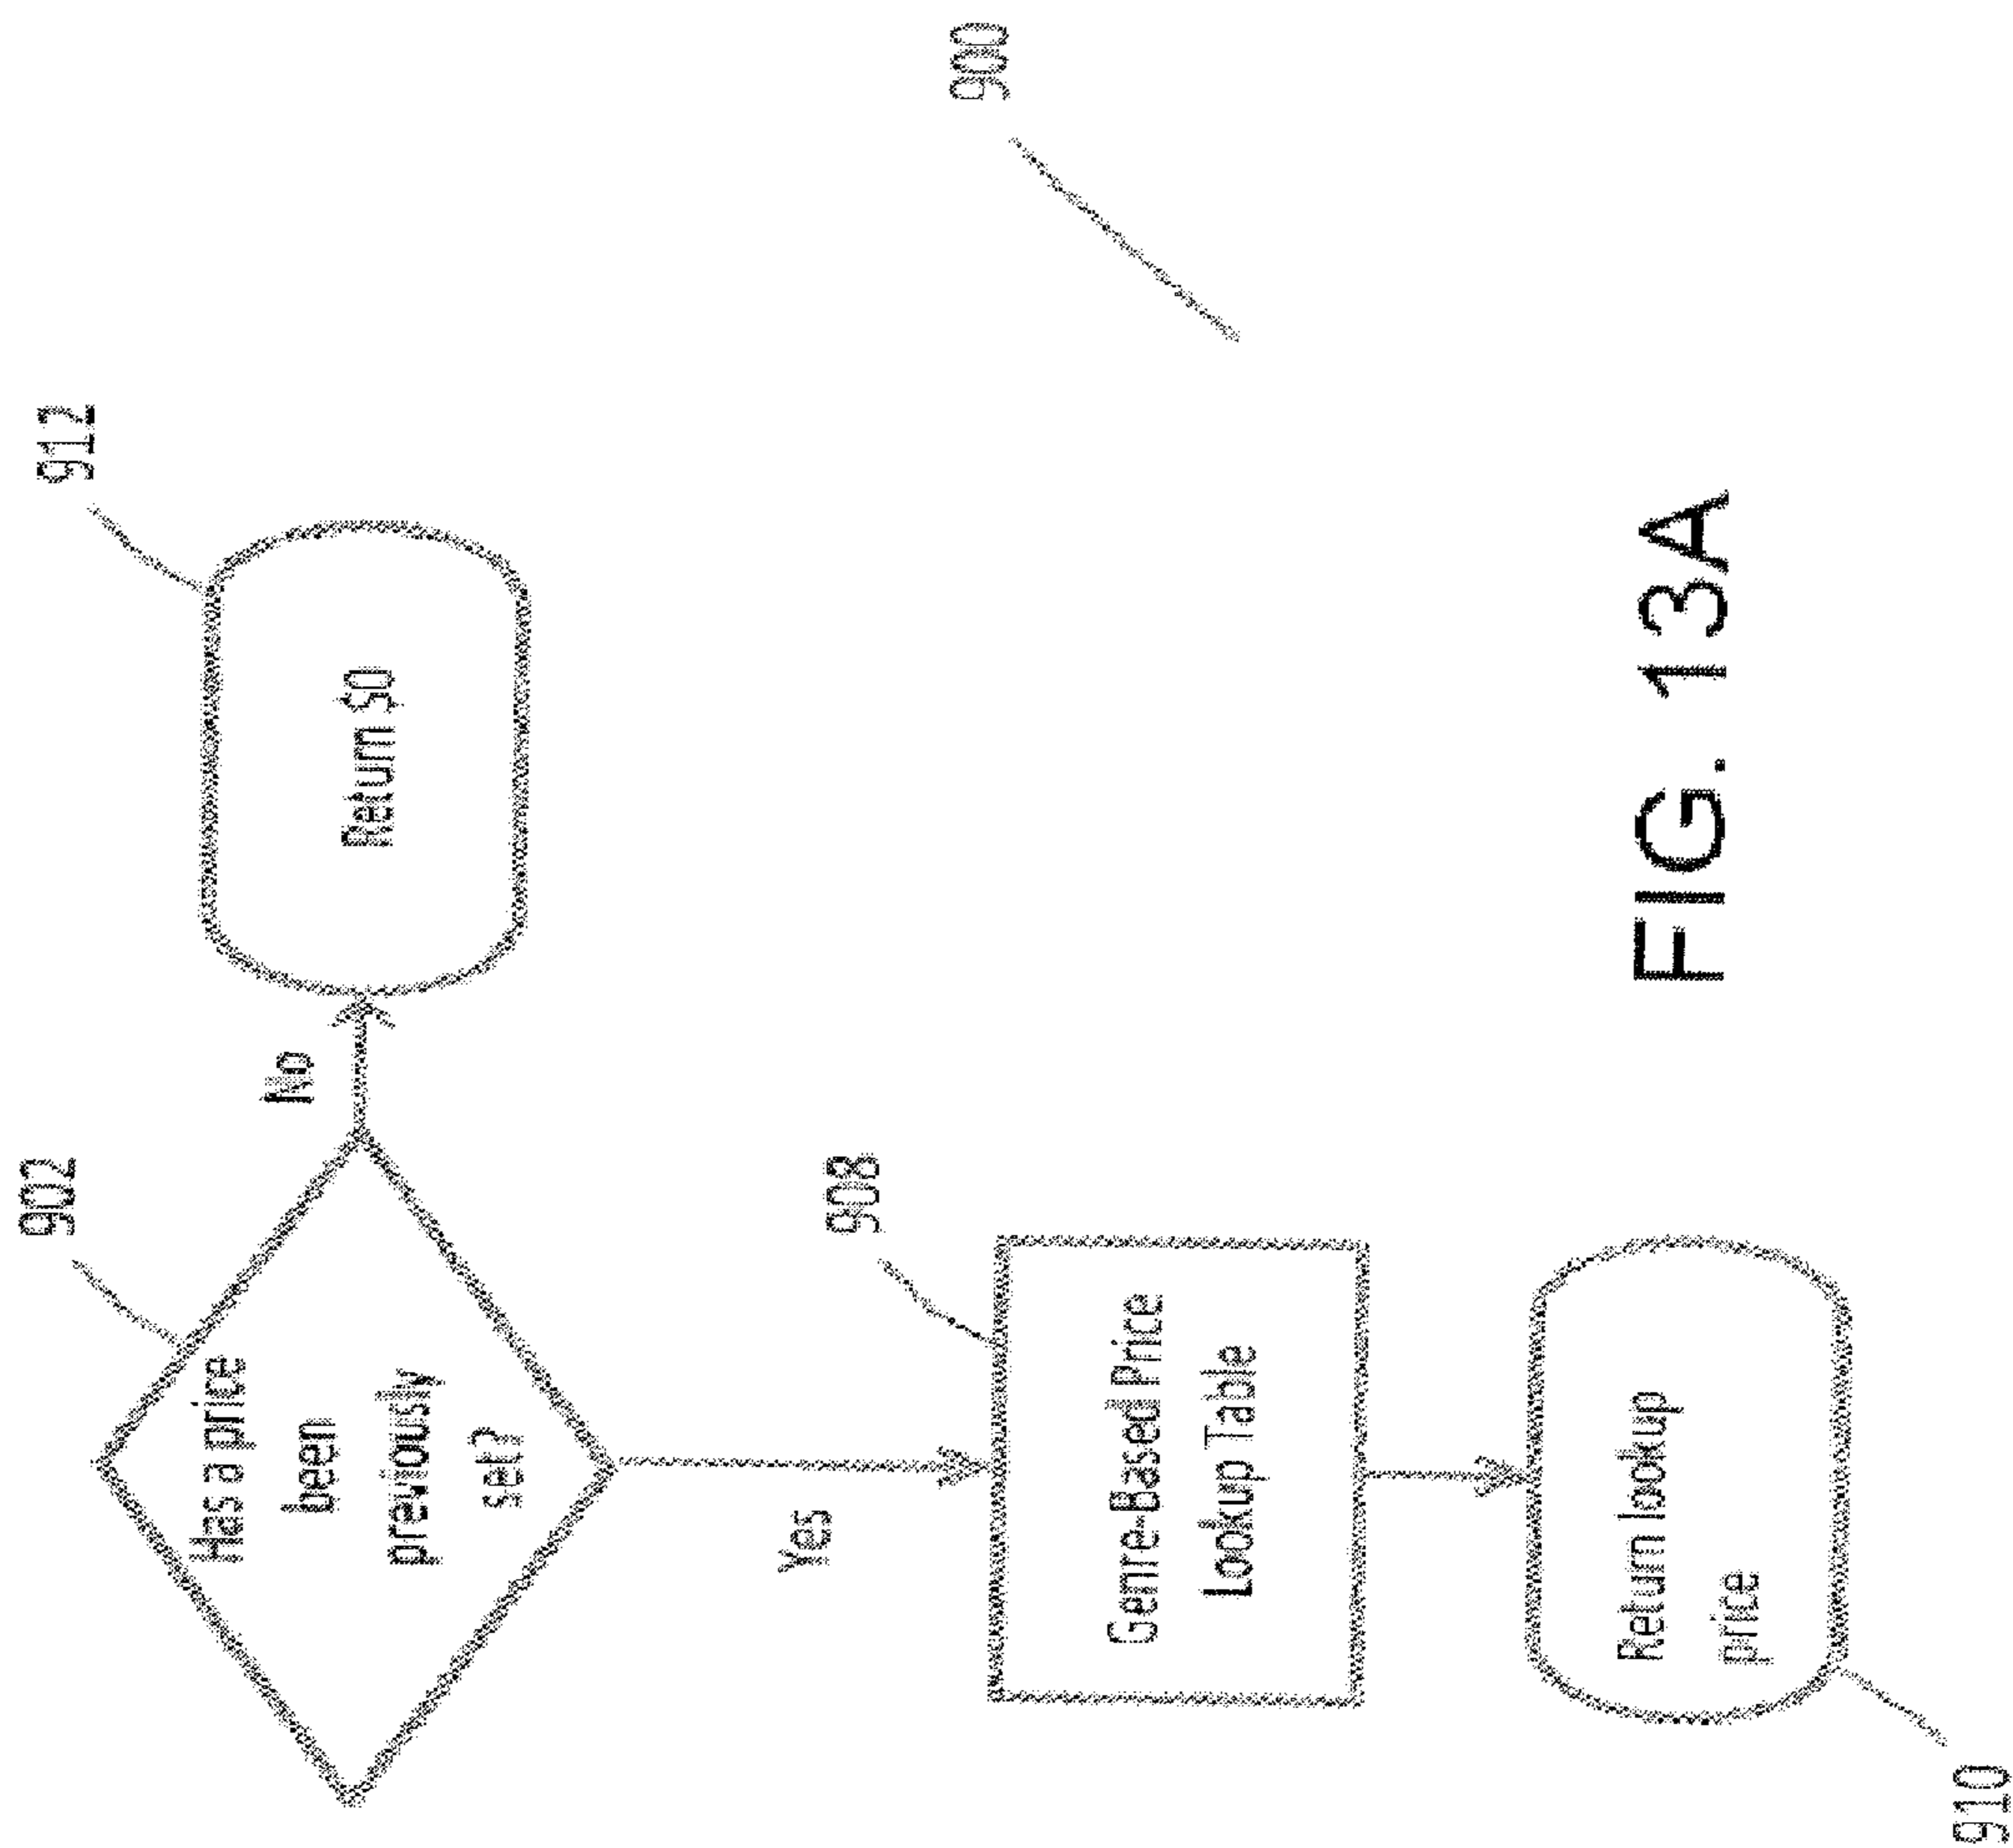 902
Has a price
been
previously
set?
No
912
Return $0
Yes
908
Genre-Based Price
Lookup Table
900
910
Return lookup
price
FIG. 13A